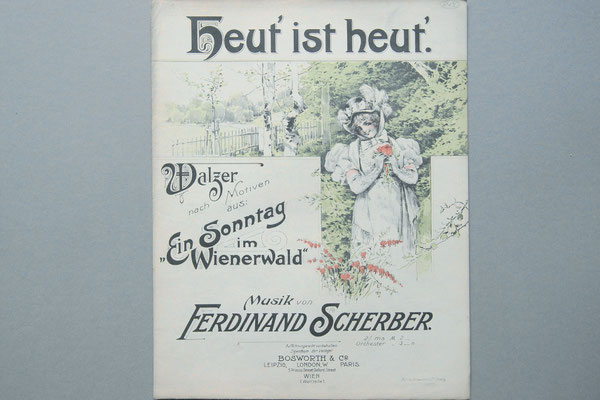 Heut' ist heut'.
Walzer
nach Motiven
aus:
„Ein Sonntag
im
Wienerwald"
Musik von
FERDINAND SCHERBER.
Orchester
BOSWORTH & Co
LEIPZIG, LONDON, W PARIS.
WIEN